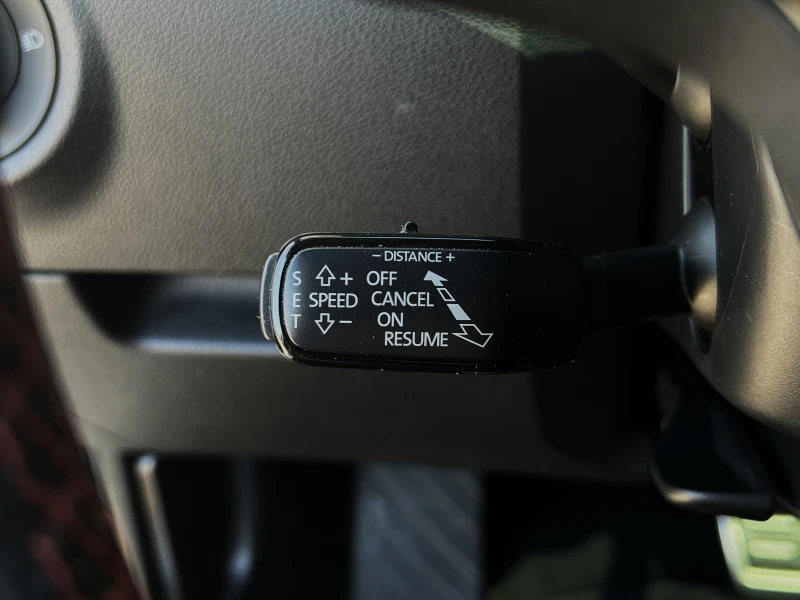 - DISTANCE +
S + OFF
E SPEED CANCEL
T - ON
RESUME